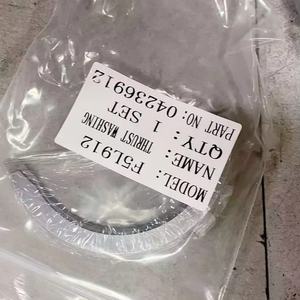 MODEL: F5L912
NAME: THRUST WASHING
QTY: 1 SET
PART NO: 04236912